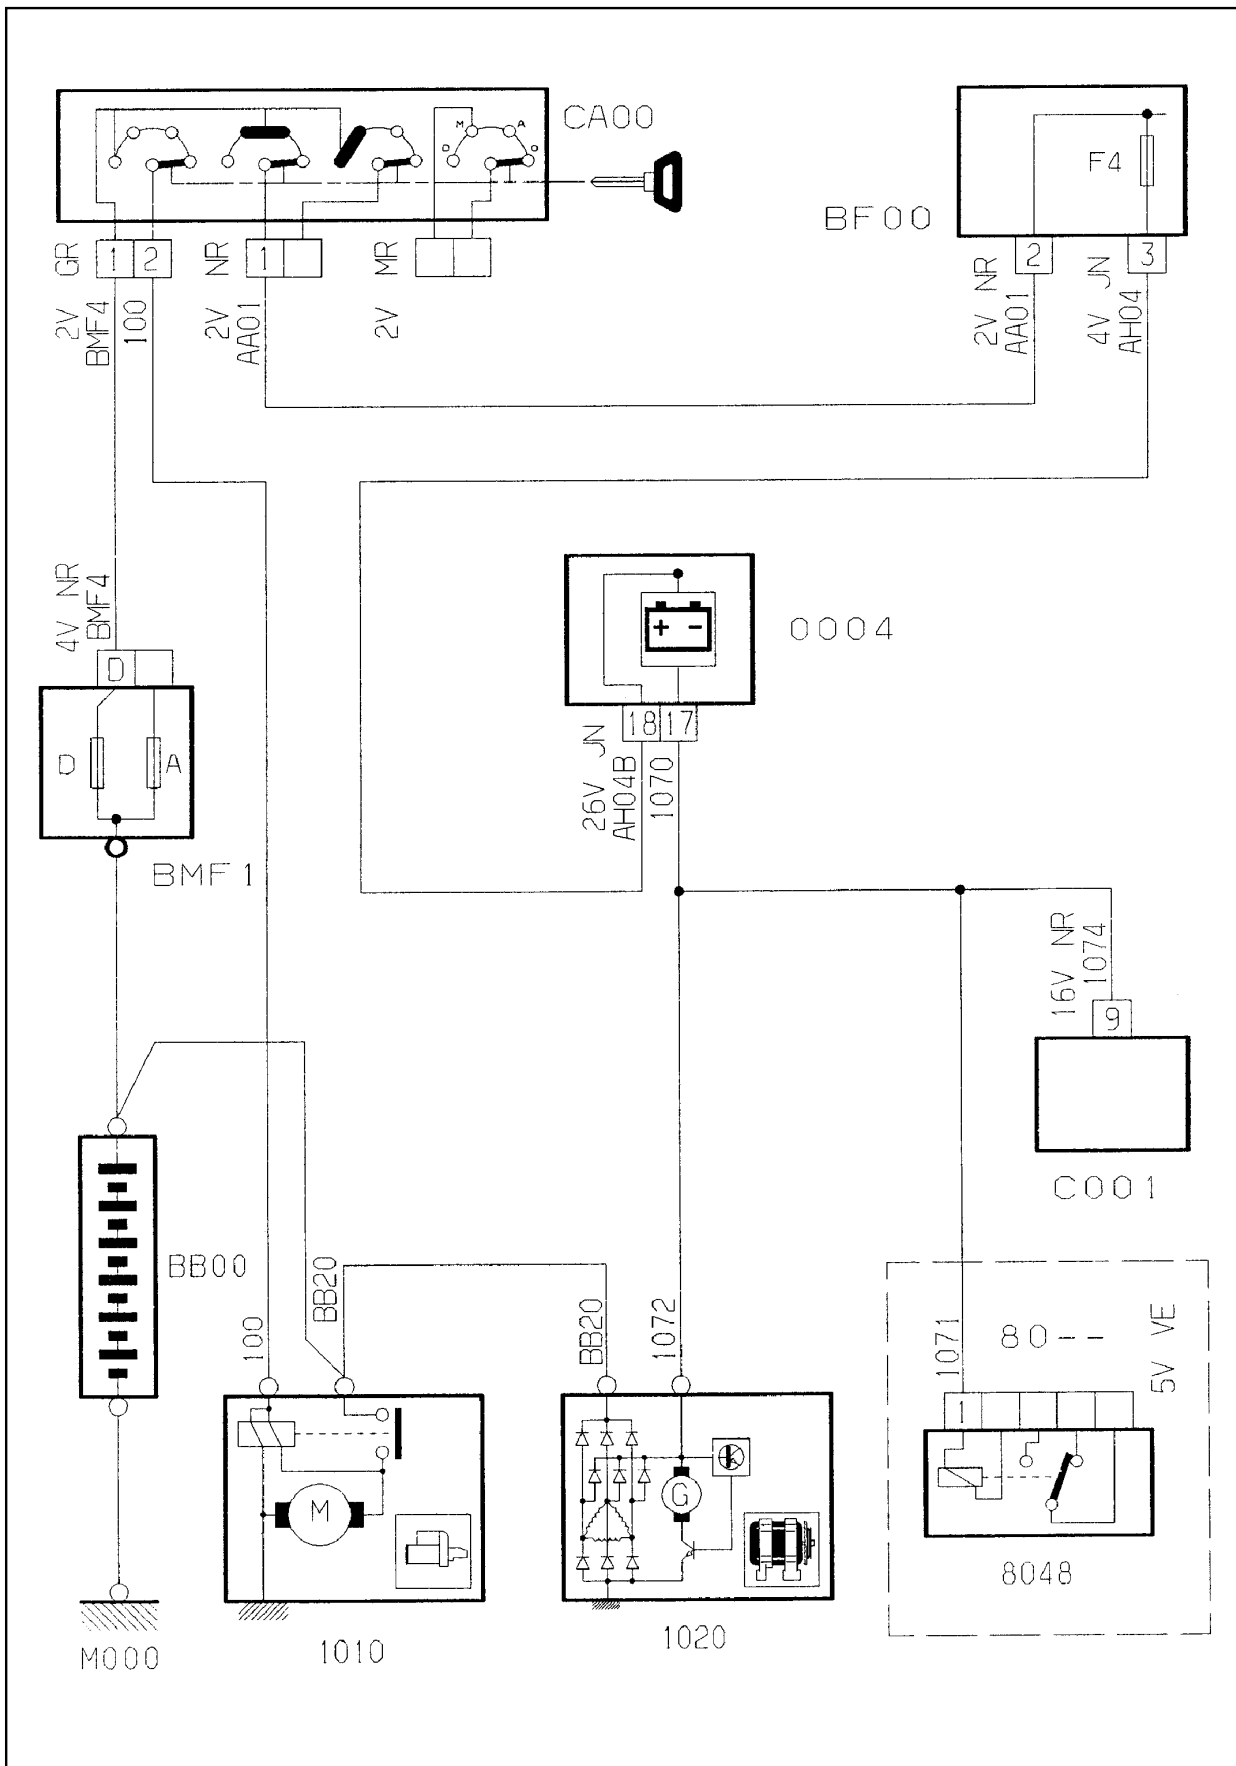 CA00
M
A
O
O
F4
BF00
1
2
1
2
3
2V GR
BMF4
100
2V NR
AA01
2V MR
2V NR
AA01
4V JN
AH04
4V NR
BMF4
D
0004
+ -
18
17
D
A
26V JN
AH04B
1070
BMF1
16V NR
1074
9
C001
BB00
BB20
100
BB20
1072
1071
80--
5V VE
1
M
G
8048
M000
1010
1020